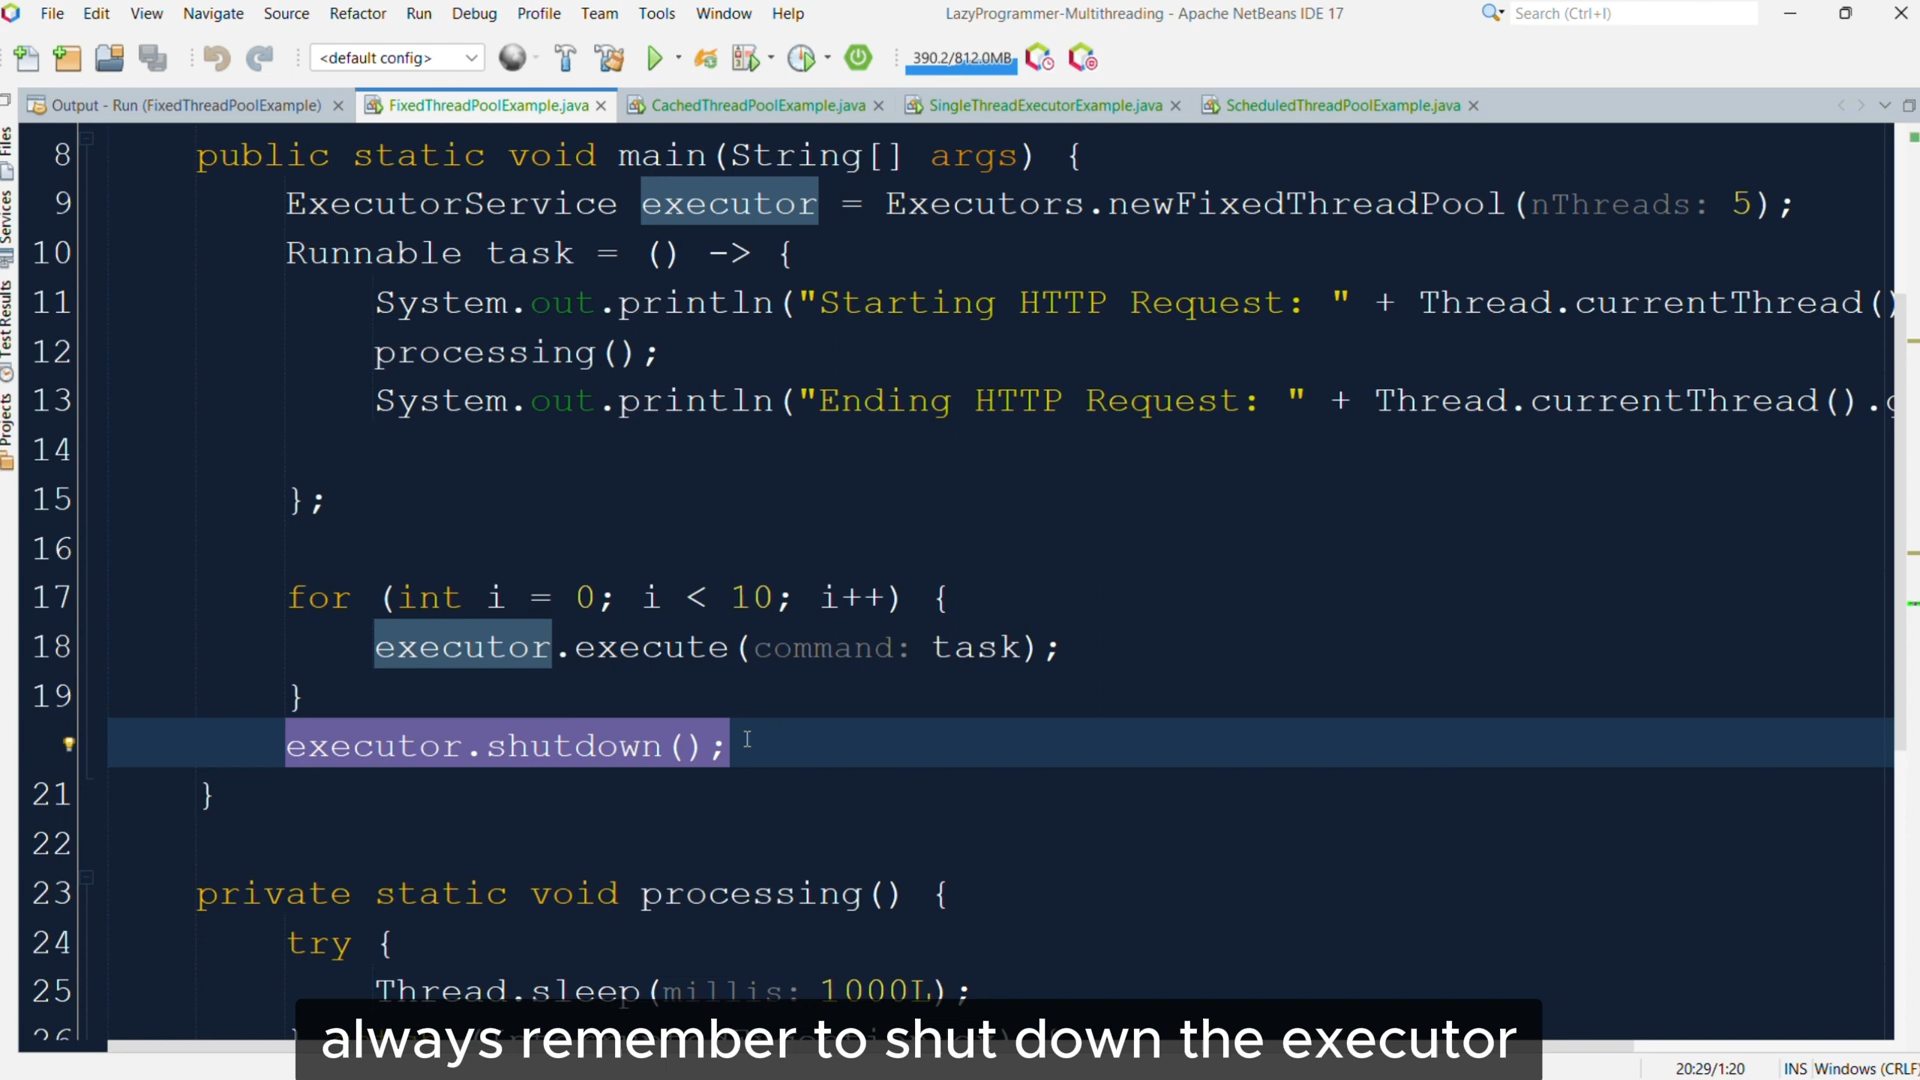 File Edit View Navigate Source Refactor Run Debug Profile Team Tools Window Help LazyProgrammer-Multithreading - Apache NetBeans IDE 17 Search (Ctrl+I)
<default config> 390.2/812.0MB
Output - Run (FixedThreadPoolExample) FixedThreadPoolExample.java CachedThreadPoolExample.java SingleThreadExecutorExample.java ScheduledThreadPoolExample.java
Files
Services
Test Results
Projects
8 public static void main(String[] args) {
9 ExecutorService executor = Executors.newFixedThreadPool(nThreads: 5);
10 Runnable task = () -> {
11 System.out.println("Starting HTTP Request: " + Thread.currentThread()
12 processing();
13 System.out.println("Ending HTTP Request: " + Thread.currentThread().
14
15 };
16
17 for (int i = 0; i < 10; i++) {
18 executor.execute(command: task);
19 }
executor.shutdown();
21 }
22
23 private static void processing() {
24 try {
25 Thread.sleep(millis: 1000L);
26
always remember to shut down the executor
20:29/1:20 INS Windows (CRLF